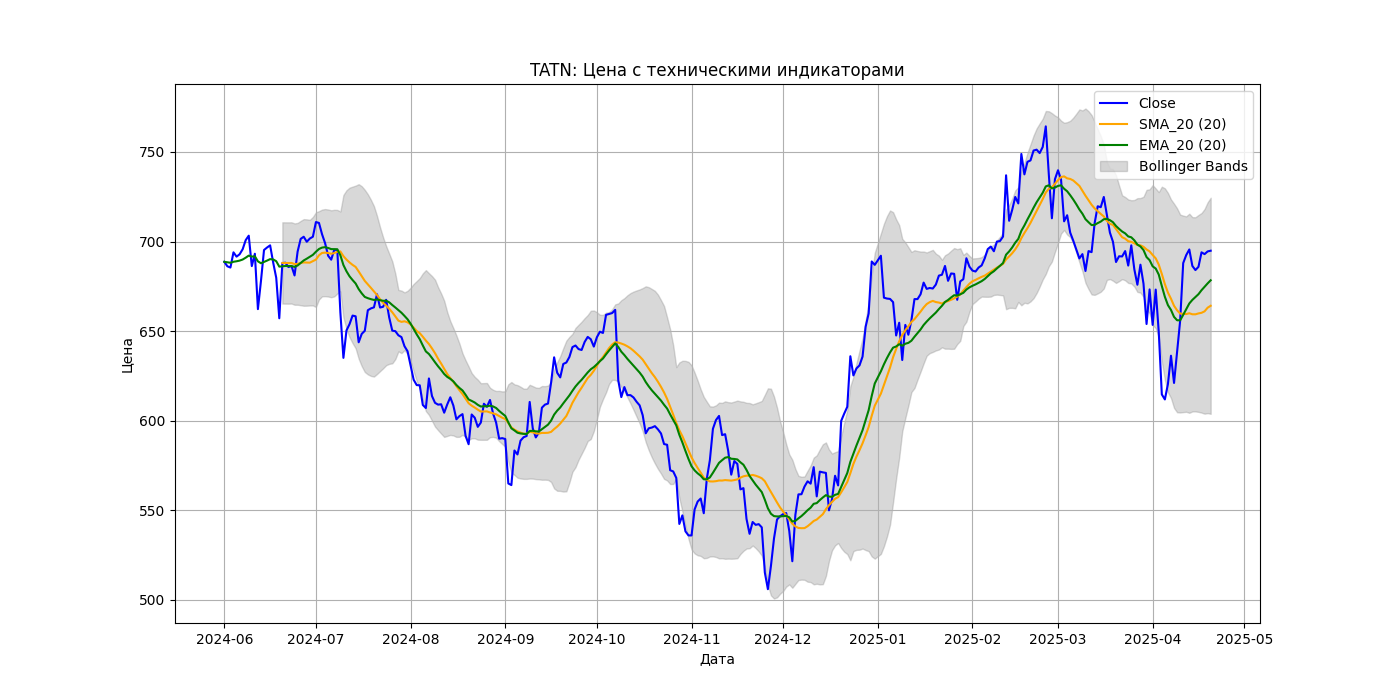 TATN: Цена с техническими индикаторами
Close
SMA_20 (20)
EMA_20 (20)
Bollinger Bands
Цена
750
700
650
600
550
500
2024-06 2024-07 2024-08 2024-09 2024-10 2024-11 2024-12 2025-01 2025-02 2025-03 2025-04 2025-05
Дата